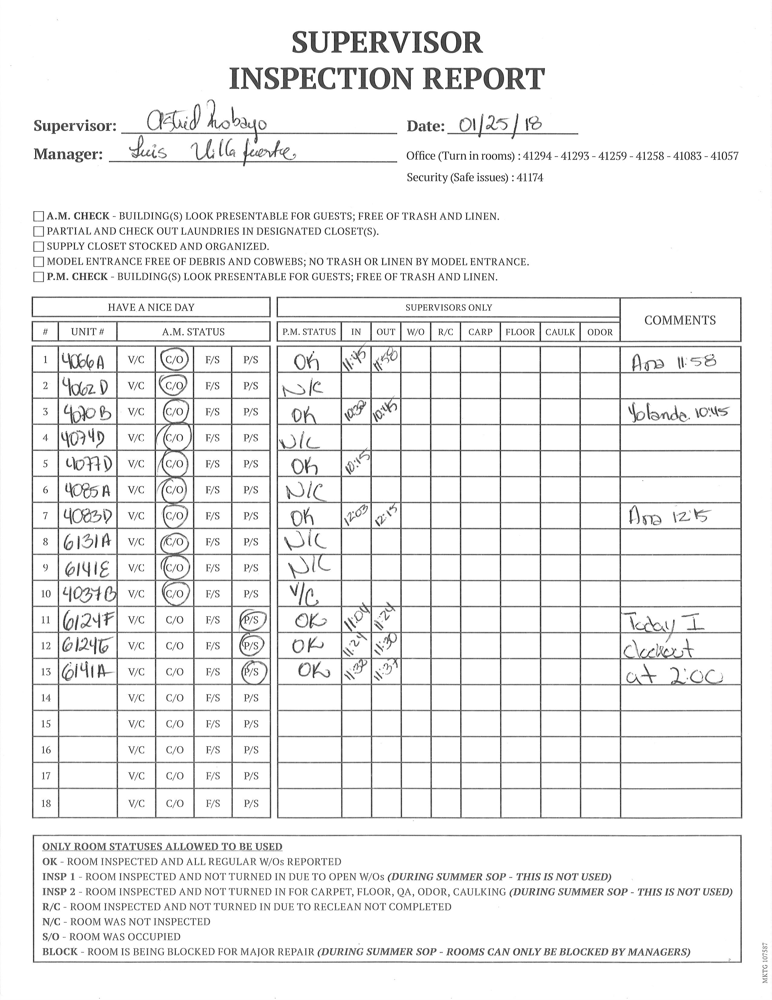 SUPERVISOR
INSPECTION REPORT
Supervisor: Astrid Robayo Date: 01/25/18
Manager: Luis Villafuerte. Office (Turn in rooms) : 41294 - 41293 - 41259 - 41258 - 41083 - 41057
Security (Safe issues) : 41174
A.M. CHECK - BUILDING(S) LOOK PRESENTABLE FOR GUESTS; FREE OF TRASH AND LINEN.
PARTIAL AND CHECK OUT LAUNDRIES IN DESIGNATED CLOSET(S).
SUPPLY CLOSET STOCKED AND ORGANIZED.
MODEL ENTRANCE FREE OF DEBRIS AND COBWEBS; NO TRASH OR LINEN BY MODEL ENTRANCE.
P.M. CHECK - BUILDING(S) LOOK PRESENTABLE FOR GUESTS; FREE OF TRASH AND LINEN.
HAVE A NICE DAY SUPERVISORS ONLY COMMENTS
# UNIT # A.M. STATUS P.M. STATUS IN OUT W/O R/C CARP FLOOR CAULK ODOR
1 4066A V/C C/O F/S P/S OK 11:45 11:58 Ana 11:58
2 4062D V/C C/O F/S P/S N/C
3 4070B V/C C/O F/S P/S OK 10:32 10:45 Yolanda. 10:45
4 4074D V/C C/O F/S P/S N/C
5 4077D V/C C/O F/S P/S OK 10:15
6 4085A V/C C/O F/S P/S N/C
7 4083D V/C C/O F/S P/S OK 12:03 12:15 Ana 12:15
8 6131A V/C C/O F/S P/S N/C
9 6141E V/C C/O F/S P/S N/C
10 4037B V/C C/O F/S P/S V/C
11 6124F V/C C/O F/S P/S OK 11:04 11:24 Today I
12 V/C C/O F/S P/S OK 11:24 11:30 Clockout
13 6141A V/C C/O F/S P/S OK 11:32 11:37 at 2:00
14 V/C C/O F/S P/S
15 V/C C/O F/S P/S
16 V/C C/O F/S P/S
17 V/C C/O F/S P/S
18 V/C C/O F/S P/S
ONLY ROOM STATUSES ALLOWED TO BE USED
OK - ROOM INSPECTED AND ALL REGULAR W/Os REPORTED
INSP 1 - ROOM INSPECTED AND NOT TURNED IN DUE TO OPEN W/Os (DURING SUMMER SOP - THIS IS NOT USED)
INSP 2 - ROOM INSPECTED AND NOT TURNED IN FOR CARPET, FLOOR, QA, ODOR, CAULKING (DURING SUMMER SOP - THIS IS NOT USED)
R/C - ROOM INSPECTED AND NOT TURNED IN DUE TO RECLEAN NOT COMPLETED
N/C - ROOM WAS NOT INSPECTED
S/O - ROOM WAS OCCUPIED
BLOCK - ROOM IS BEING BLOCKED FOR MAJOR REPAIR (DURING SUMMER SOP - ROOMS CAN ONLY BE BLOCKED BY MANAGERS)
MKTG 107587